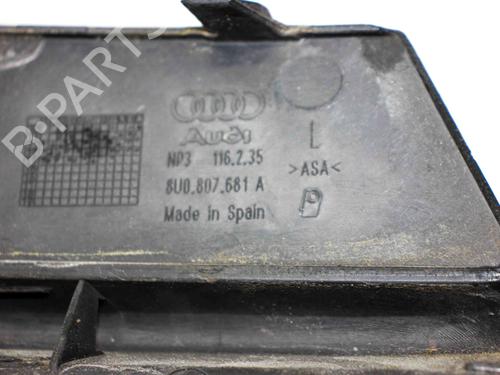 B-PARTS
Audi
L
NP3 116.2.35
>ASA<
8U0.807.681 A
Made in Spain
P